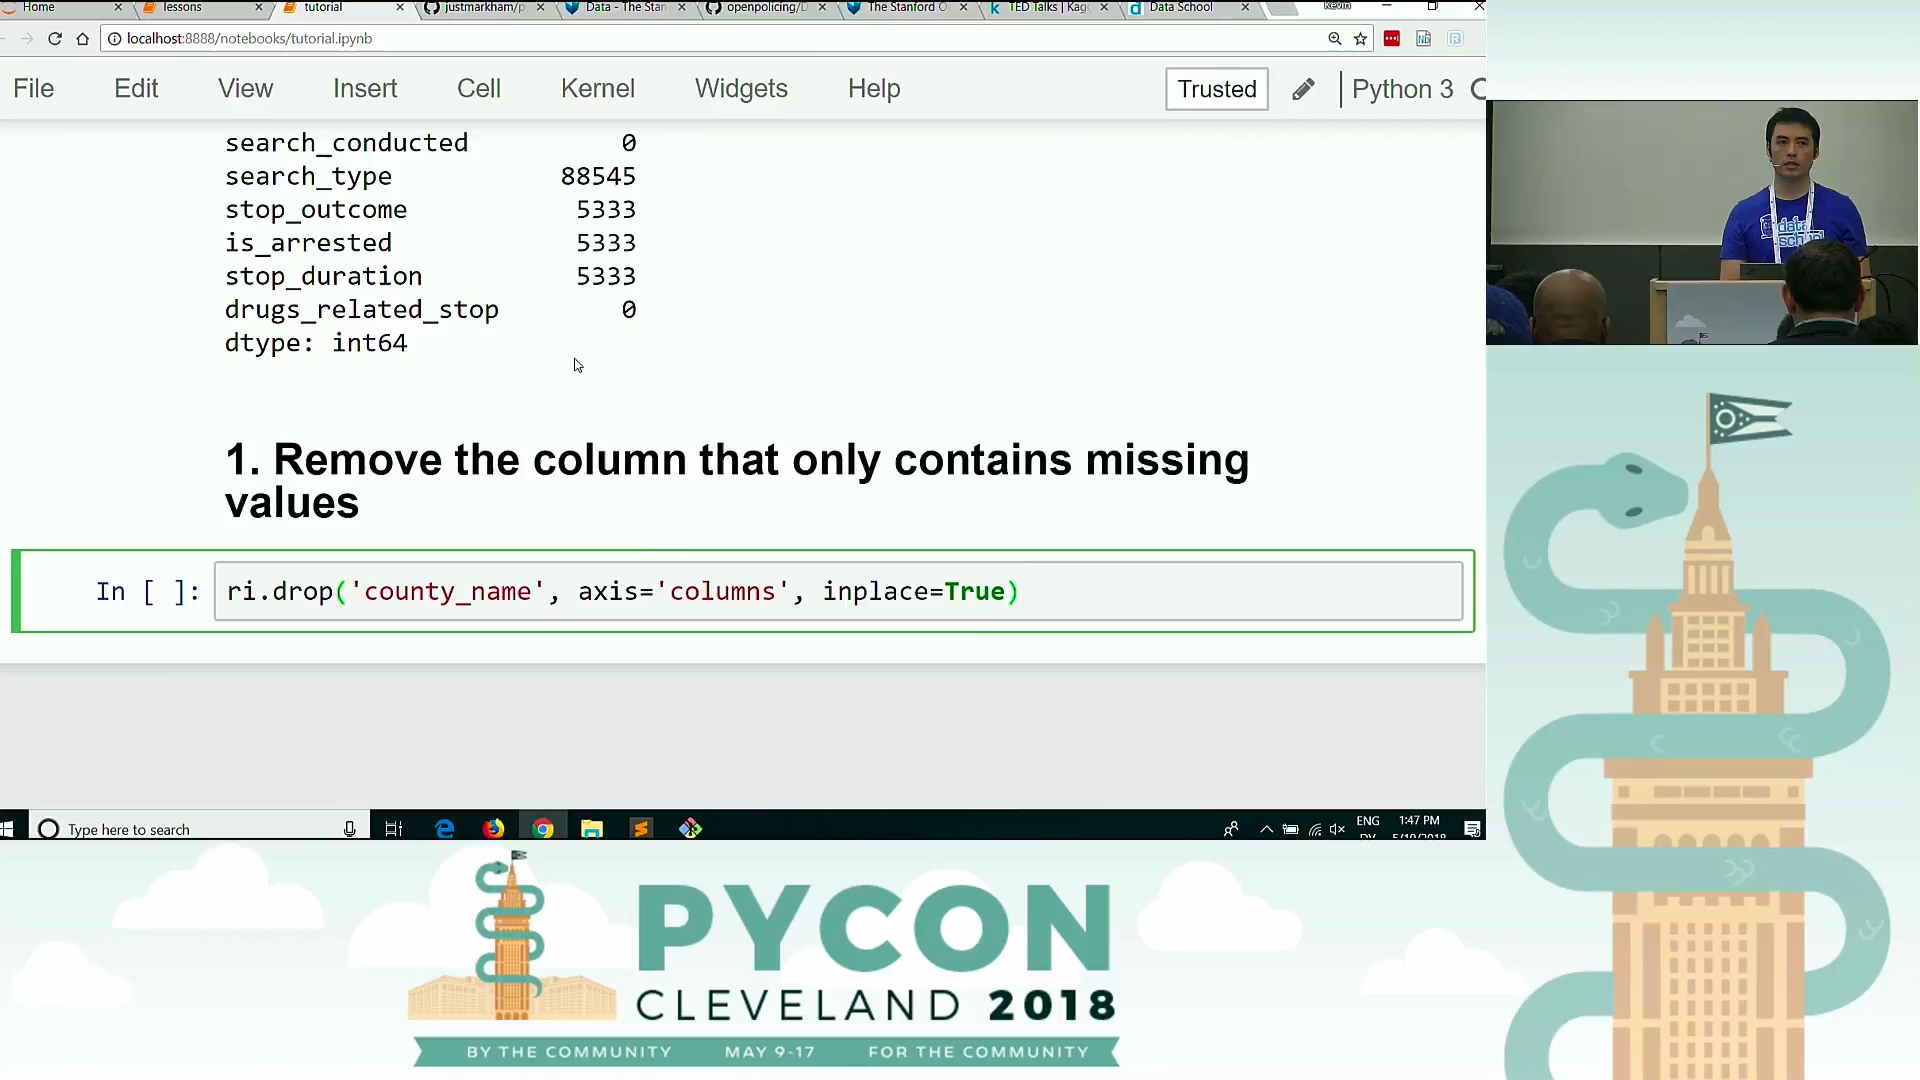 Home
lessons
tutorial
justmarkham/p
Data - The Stan
openpolicing/D
The Stanford O
TED Talks | Kag
Data School
Kevin
localhost:8888/notebooks/tutorial.ipynb
File Edit View Insert Cell Kernel Widgets Help Trusted Python 3
search_conducted 0
search_type 88545
stop_outcome 5333
is_arrested 5333
stop_duration 5333
drugs_related_stop 0
dtype: int64
1. Remove the column that only contains missing
values
In [ ]: ri.drop('county_name', axis='columns', inplace=True)
Type here to search
ENG
1:47 PM
data
school
PYCON
CLEVELAND 2018
BY THE COMMUNITY MAY 9-17 FOR THE COMMUNITY